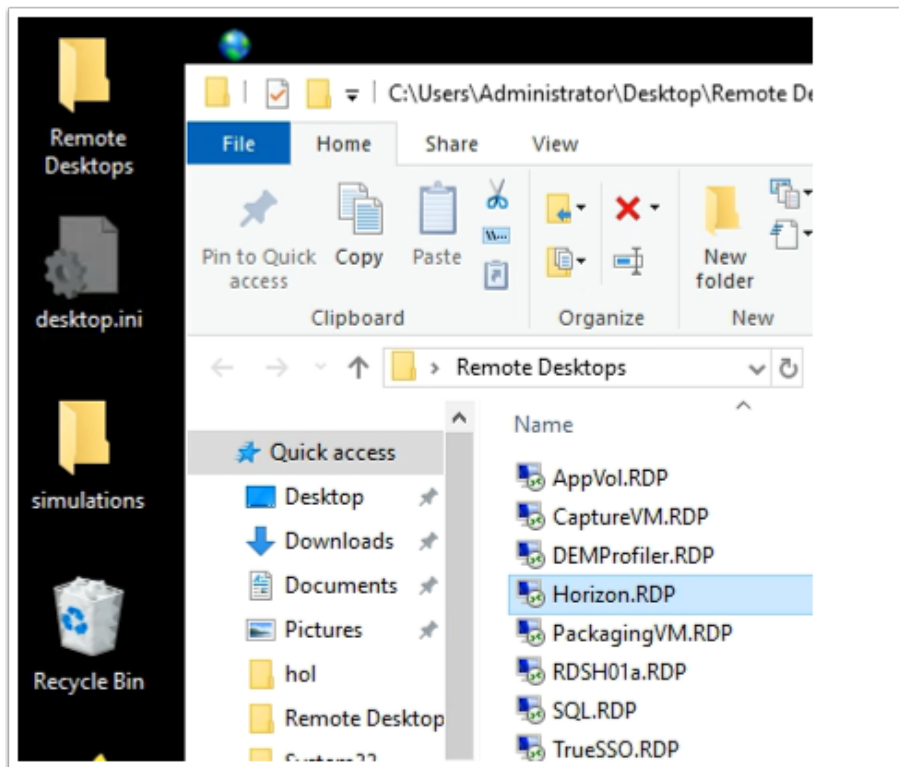 Remote
Desktops
desktop.ini
simulations
Recycle Bin
C:\Users\Administrator\Desktop\Remote De
File Home Share View
Pin to Quick
access
Copy
Paste
New
folder
Clipboard Organize New
Remote Desktops
Quick access
Desktop
Downloads
Documents
Pictures
hol
Remote Desktop
Name
AppVol.RDP
CaptureVM.RDP
DEMProfiler.RDP
Horizon.RDP
PackagingVM.RDP
RDSH01a.RDP
SQL.RDP
TrueSSO.RDP